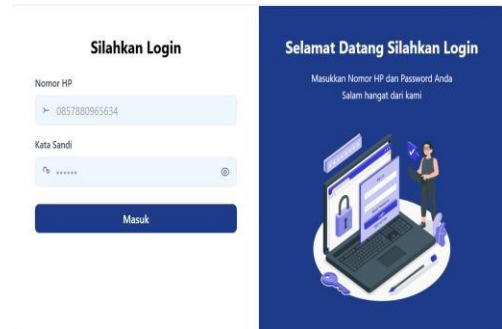 Silahkan Login
Nomor HP
0857880965634
Kata Sandi
••••••
Masuk
Selamat Datang Silahkan Login
Masukkan Nomor HP dan Password Anda
Salam hangat dari kami